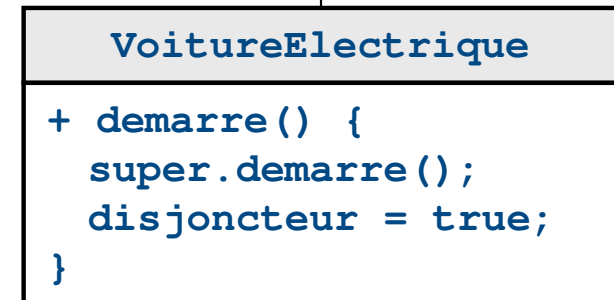 VoitureElectrique
+ demarre() {
super.demarre();
disjoncteur = true;
}